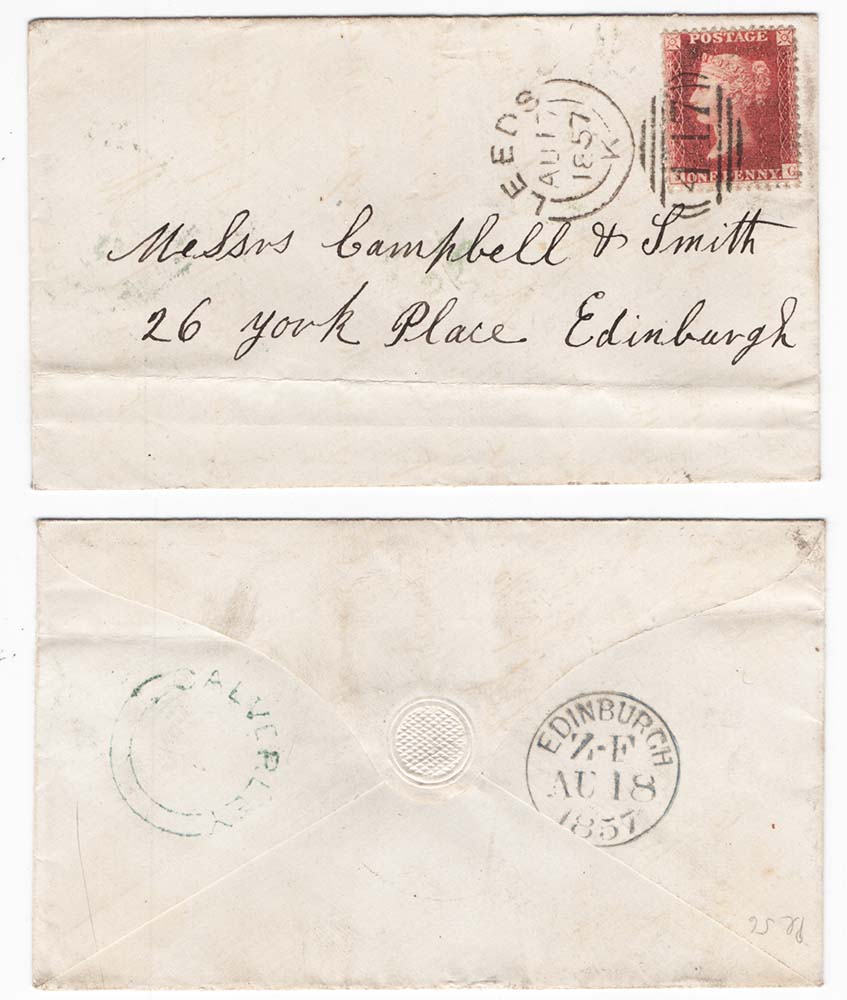 POSTAGE
ONE PENNY
G
447
LEEDS
AU 17
1857
K
Messrs Campbell & Smith
26 York Place Edinburgh
CALVERLEY
EDINBURGH
Z-F
AU 18
1857